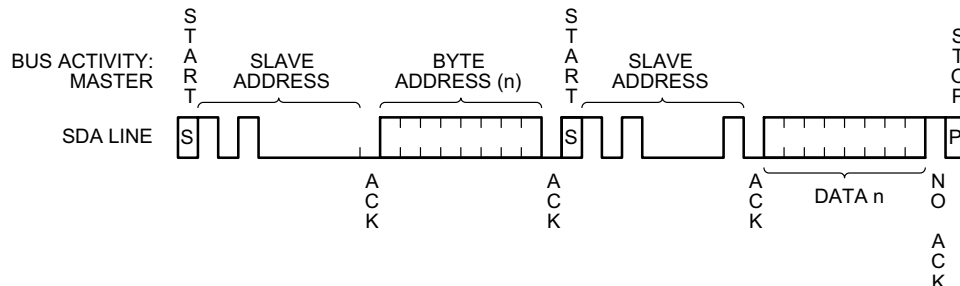 START
START
STOP
BUS ACTIVITY:
MASTER
SLAVE
ADDRESS
BYTE
ADDRESS (n)
SLAVE
ADDRESS
SDA LINE
S
S
P
ACK
ACK
ACK
DATA n
NO ACK